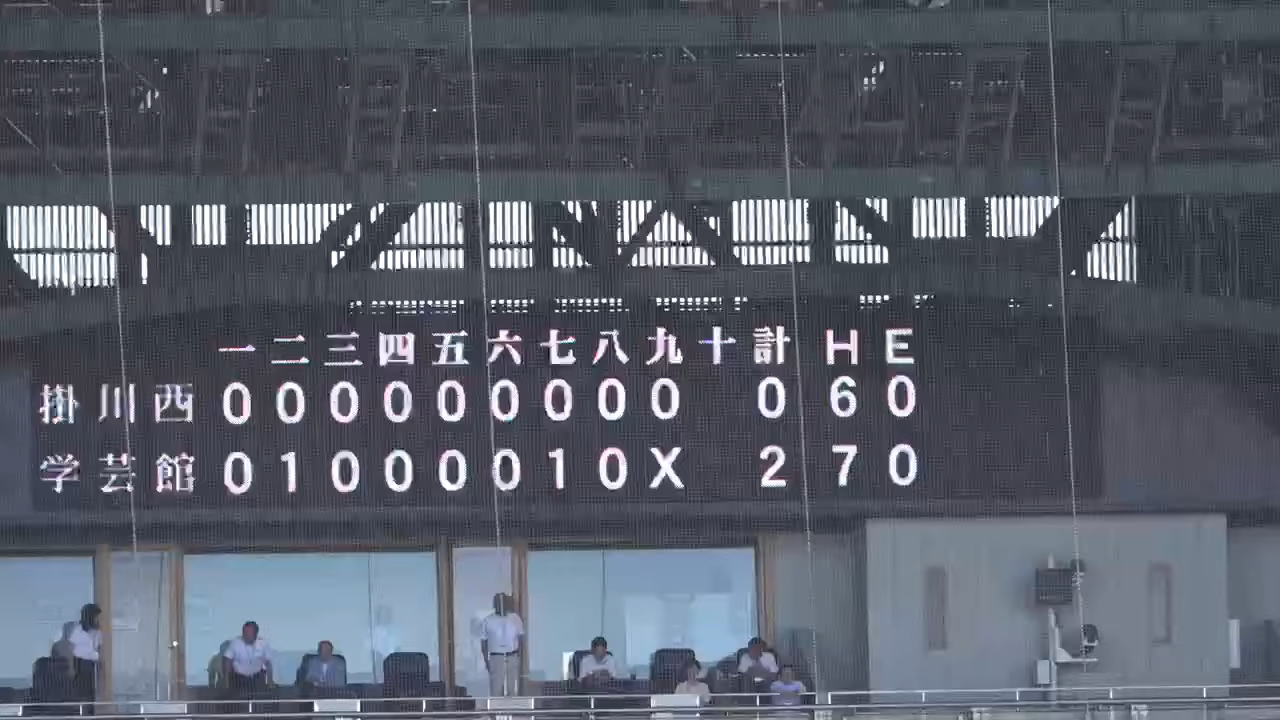 一 二 三 四 五 六 七 八 九 十 計 H E
掛川西 0 0 0 0 0 0 0 0 0 0 6 0
学芸館 0 1 0 0 0 0 1 0 X 2 7 0